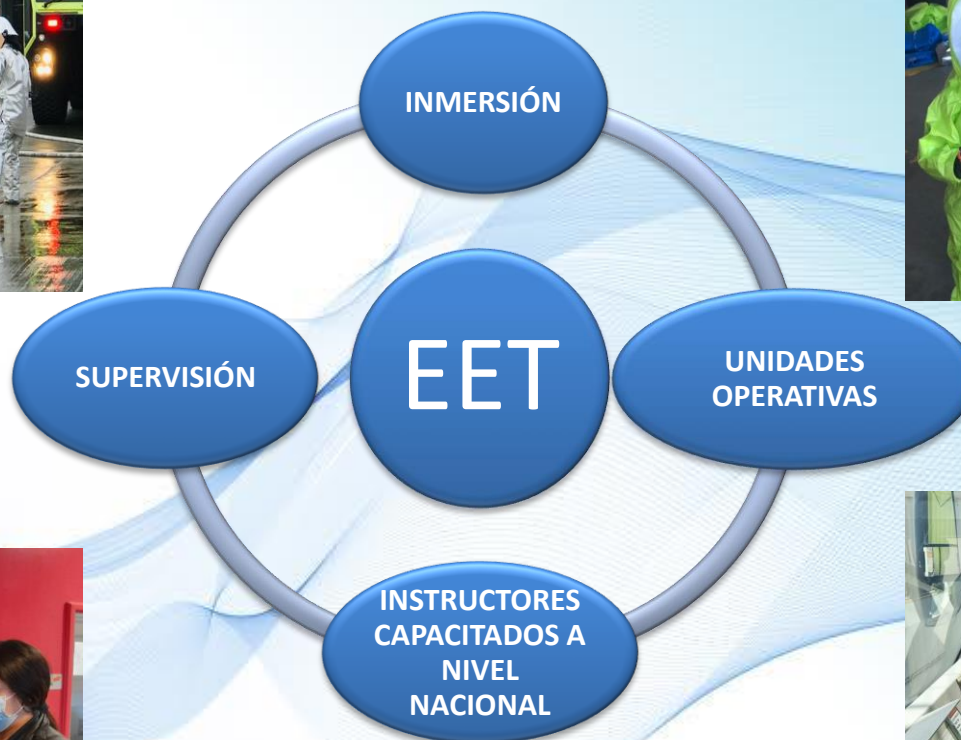 INMERSIÓN
SUPERVISIÓN
EET
UNIDADES
OPERATIVAS
INSTRUCTORES
CAPACITADOS A
NIVEL
NACIONAL